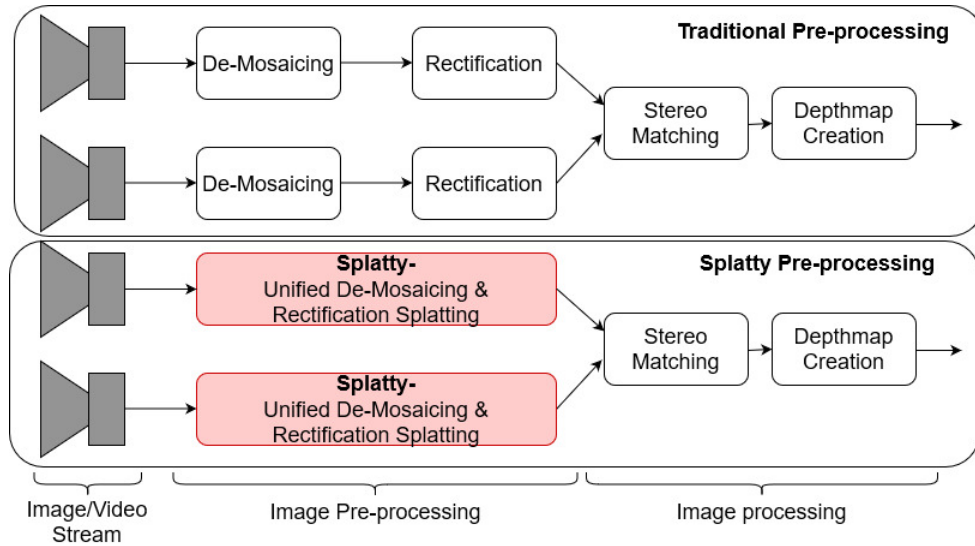 Traditional Pre-processing
De-Mosaicing
Rectification
Stereo
Matching
Depthmap
Creation
De-Mosaicing
Rectification
Splatty Pre-processing
Splatty-
Unified De-Mosaicing &
Rectification Splatting
Stereo
Matching
Depthmap
Creation
Splatty-
Unified De-Mosaicing &
Rectification Splatting
Image/Video
Stream
Image Pre-processing
Image processing